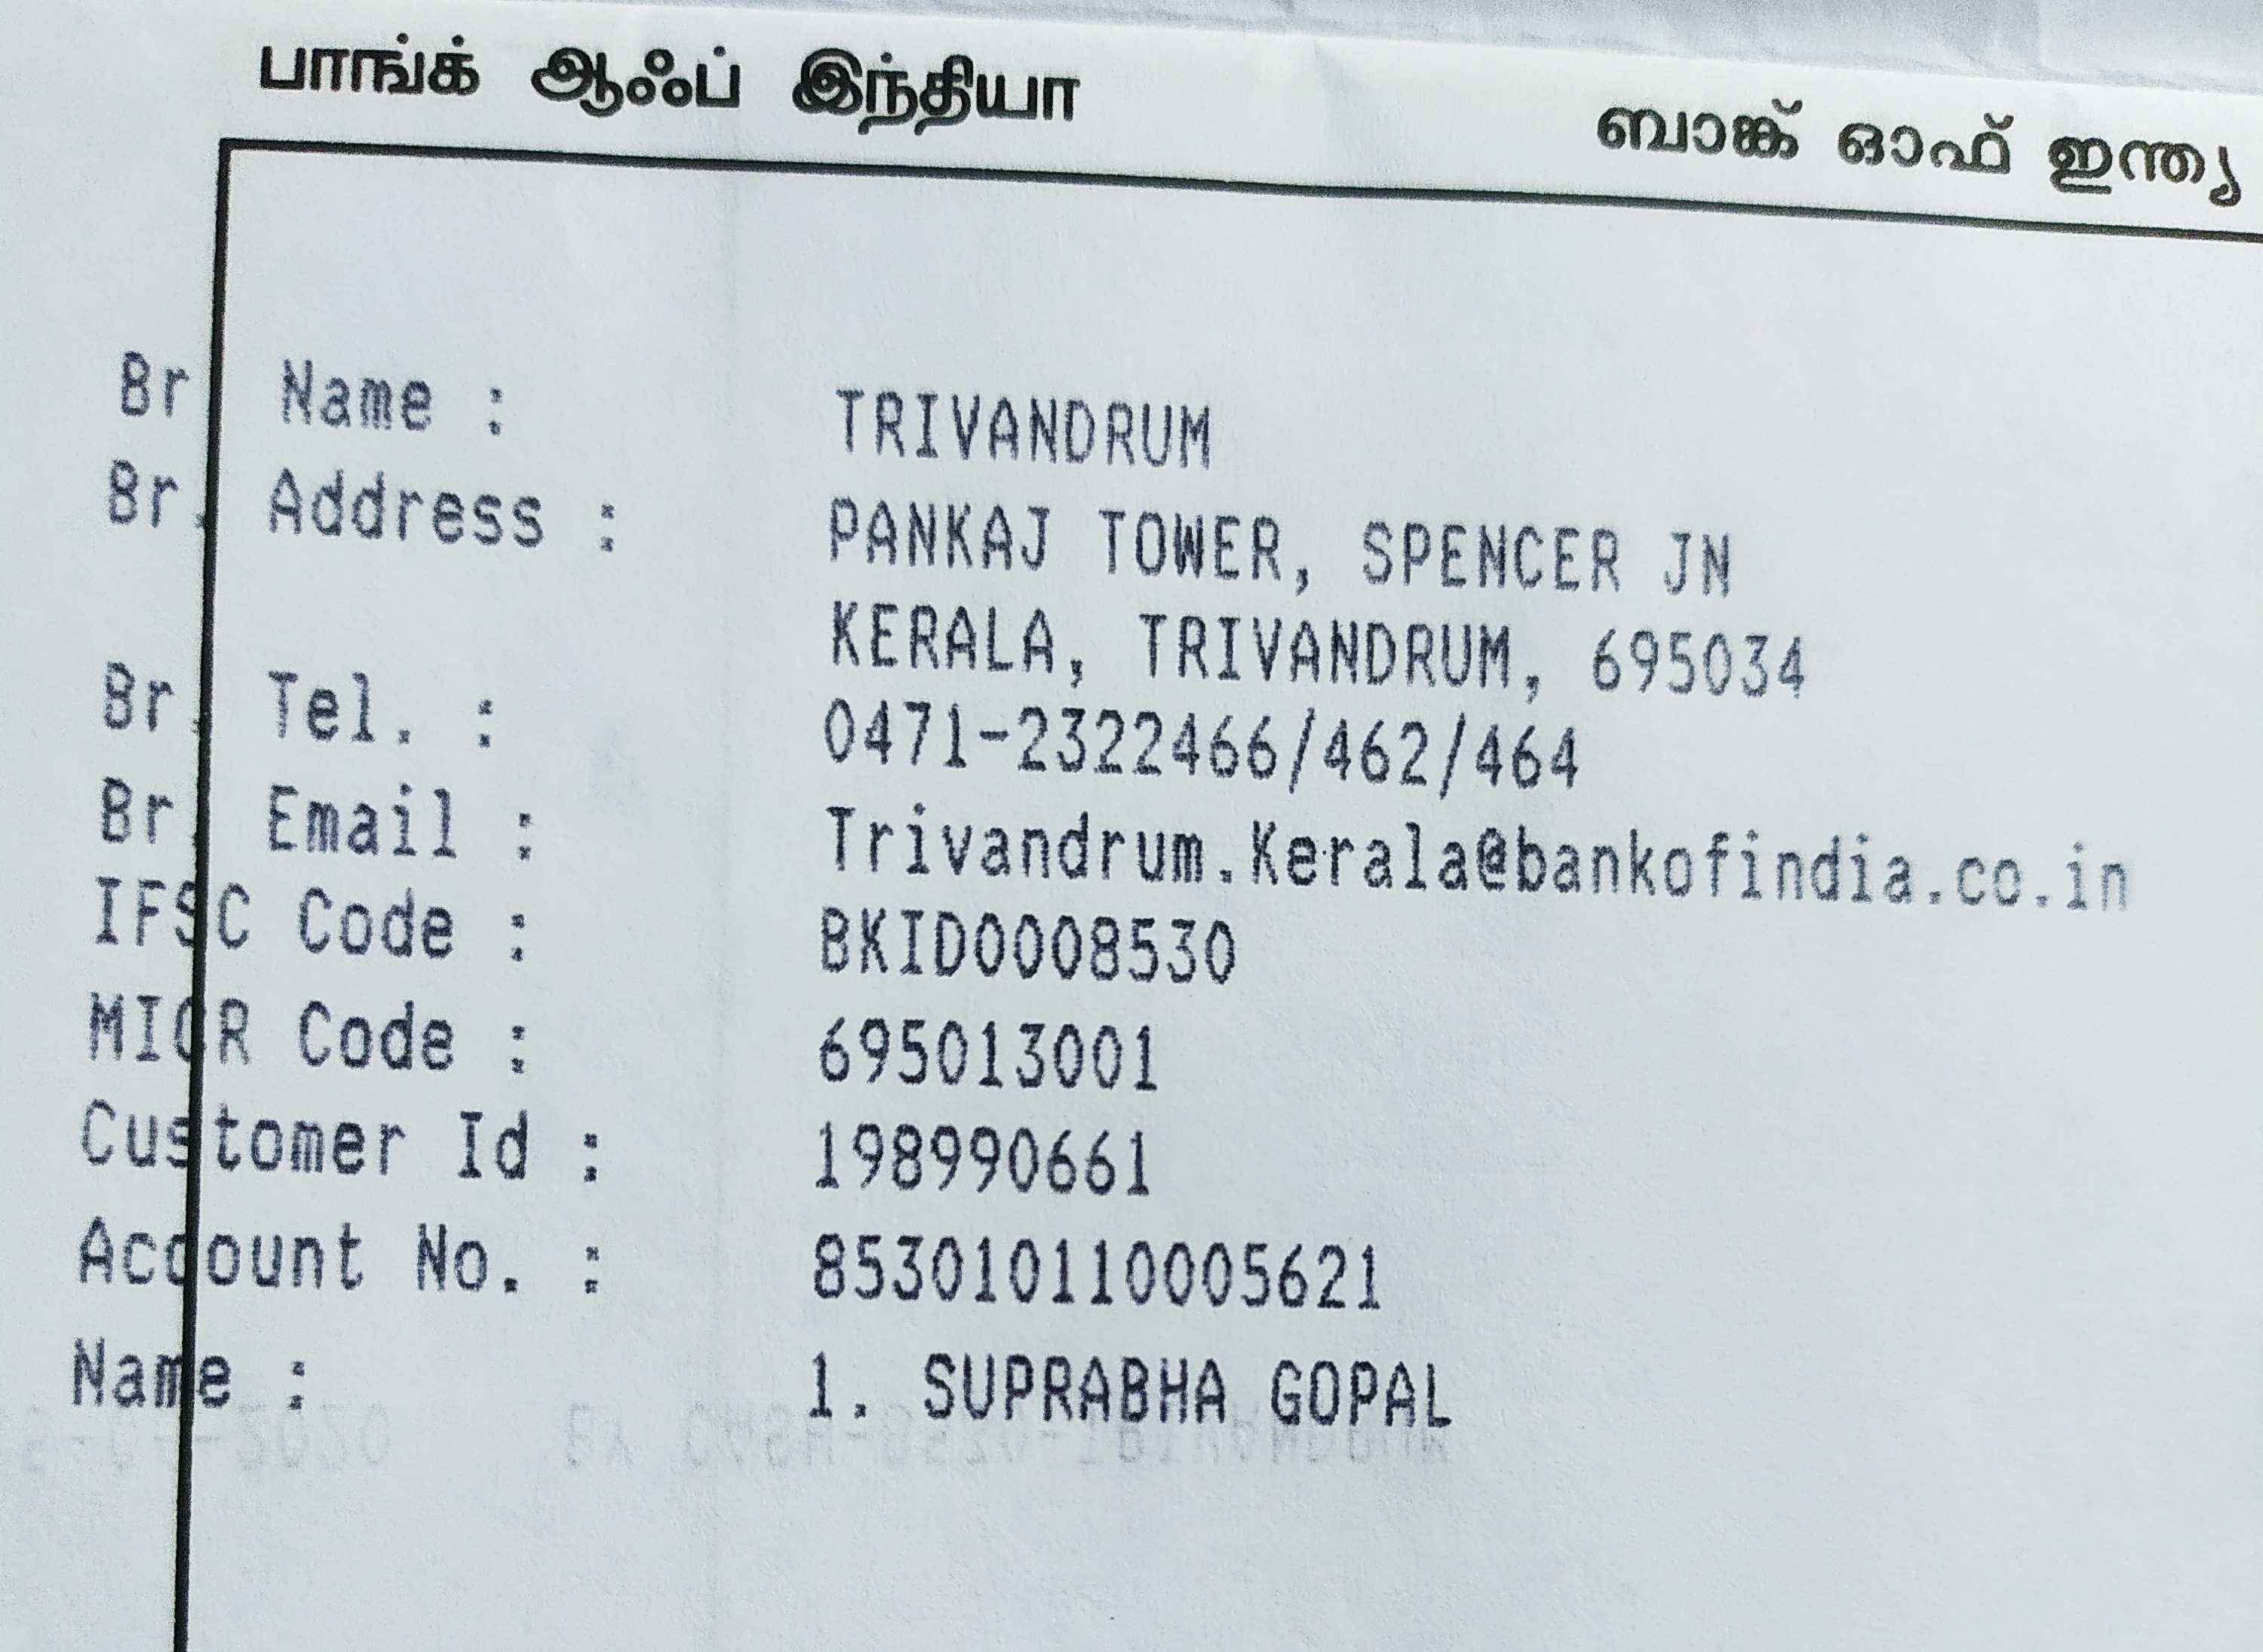 பாங்க் ஆஃப் இந்தியா
ബാങ്ക് ഓഫ് ഇന്ത്യ
Br. Name : TRIVANDRUM
Br. Address : PANKAJ TOWER, SPENCER JN
KERALA, TRIVANDRUM, 695034
Br. Tel. : 0471-2322466/462/464
Br. Email : Trivandrum.Kerala@bankofindia.co.in
IFSC Code : BKID0008530
MICR Code : 695013001
Customer Id : 198990661
Account No. : 853010110005621
Name : 1. SUPRABHA GOPAL